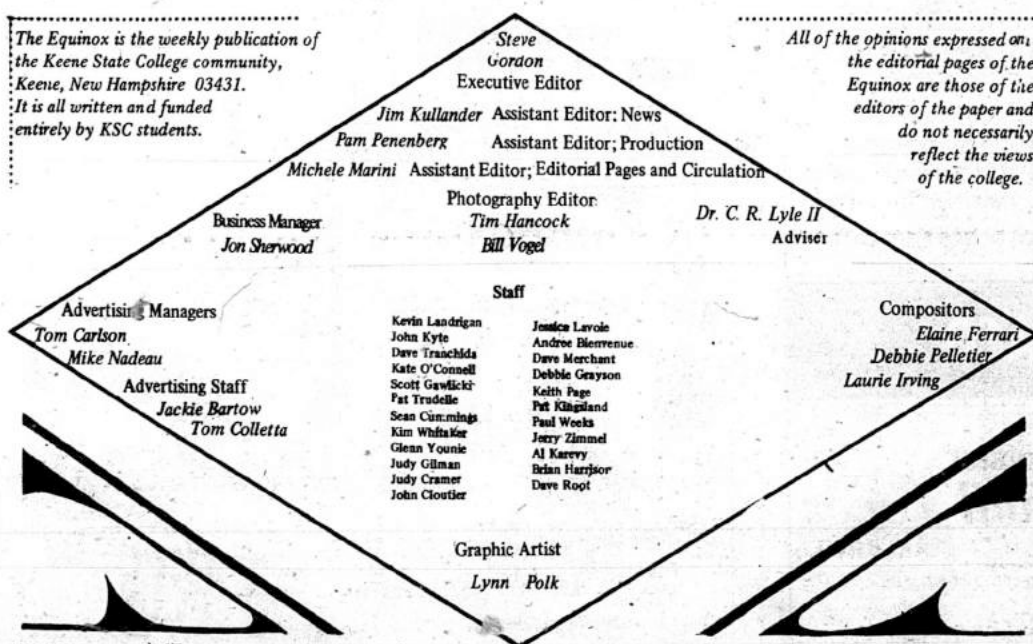 The Equinox is the weekly publication of
the Keene State College community,
Keene, New Hampshire 03431.
It is all written and funded
entirely by KSC students.
All of the opinions expressed on
the editorial pages of the
Equinox are those of the
editors of the paper and
do not necessarily
reflect the views
of the college.
Steve
Gordon
Executive Editor
Jim Kullander Assistant Editor: News
Pam Penenberg Assistant Editor; Production
Michele Marini Assistant Editor; Editorial Pages and Circulation
Photography Editor
Tim Hancock
Bill Vogel
Business Manager
Jon Sherwood
Dr. C. R. Lyle II
Adviser
Advertising Managers
Tom Carlson
Mike Nadeau
Advertising Staff
Jackie Bartow
Tom Colletta
Staff
Kevin Landrigan
John Kyte
Dave Tranchida
Kate O'Connell
Scott Gawlicki
Pat Trudelle
Sean Cummings
Kim Whitaker
Glenn Younie
Judy Gilman
Judy Cramer
John Cloutier
Jessica Lavoie
Andree Bienvenue
Dave Merchant
Debbie Grayson
Keith Page
Pat Kingsland
Paul Weeks
Jerry Zimmel
Al Karevy
Brian Harrisor
Dave Root
Compositors
Elaine Ferrari
Debbie Pelletier
Laurie Irving
Graphic Artist
Lynn Polk